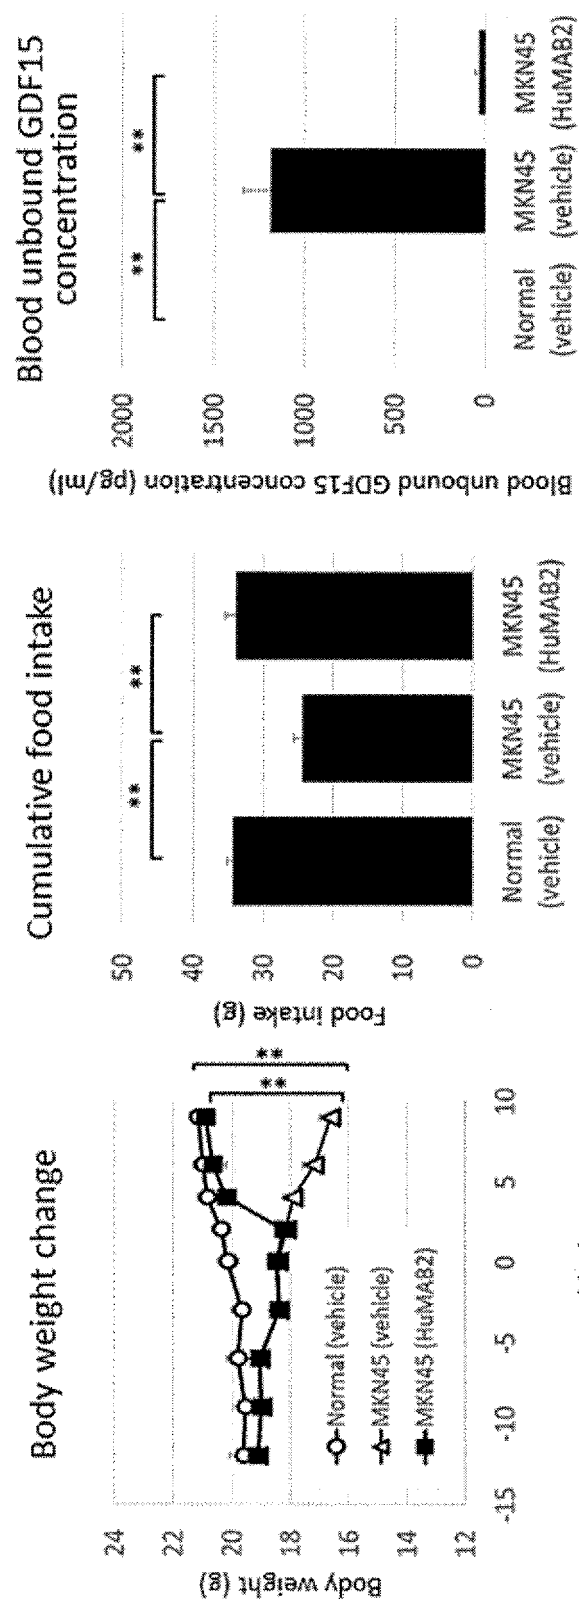 Body weight change
Body weight (g)
24
22
20
18
16
14
12
-15
-10
-5
0
5
10
Normal (vehicle)
MKN45 (vehicle)
MKN45 (HuMAB2)
**
**
Cumulative food intake
Food intake (g)
50
40
30
20
10
0
**
**
Normal
(vehicle)
MKN45
(vehicle)
MKN45
(HuMAB2)
Blood unbound GDF15
concentration
Blood unbound GDF15 concentration (pg/ml)
2000
1500
1000
500
0
**
**
Normal
(vehicle)
MKN45
(vehicle)
MKN45
(HuMAB2)